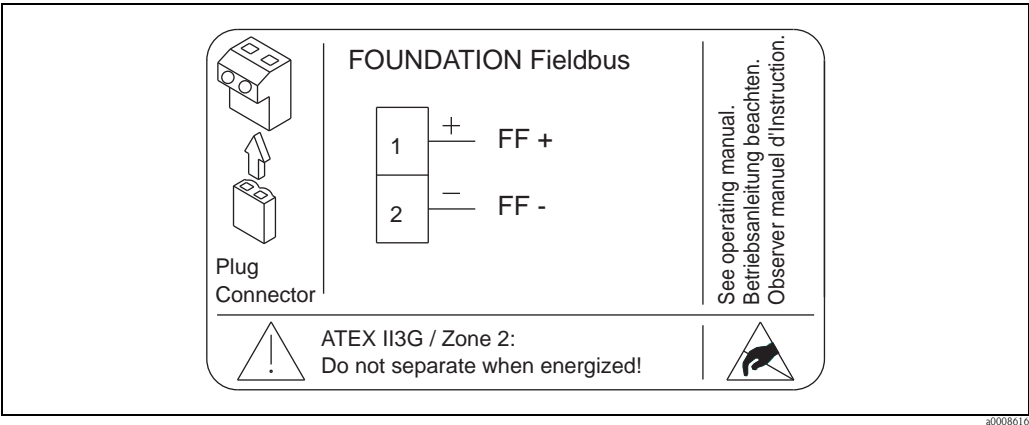 FOUNDATION Fieldbus
1 + FF +
2 - FF -
Plug
Connector
See operating manual.
Betriebsanleitung beachten.
Observer manuel d'Instruction.
ATEX II3G / Zone 2:
Do not separate when energized!
a0008616